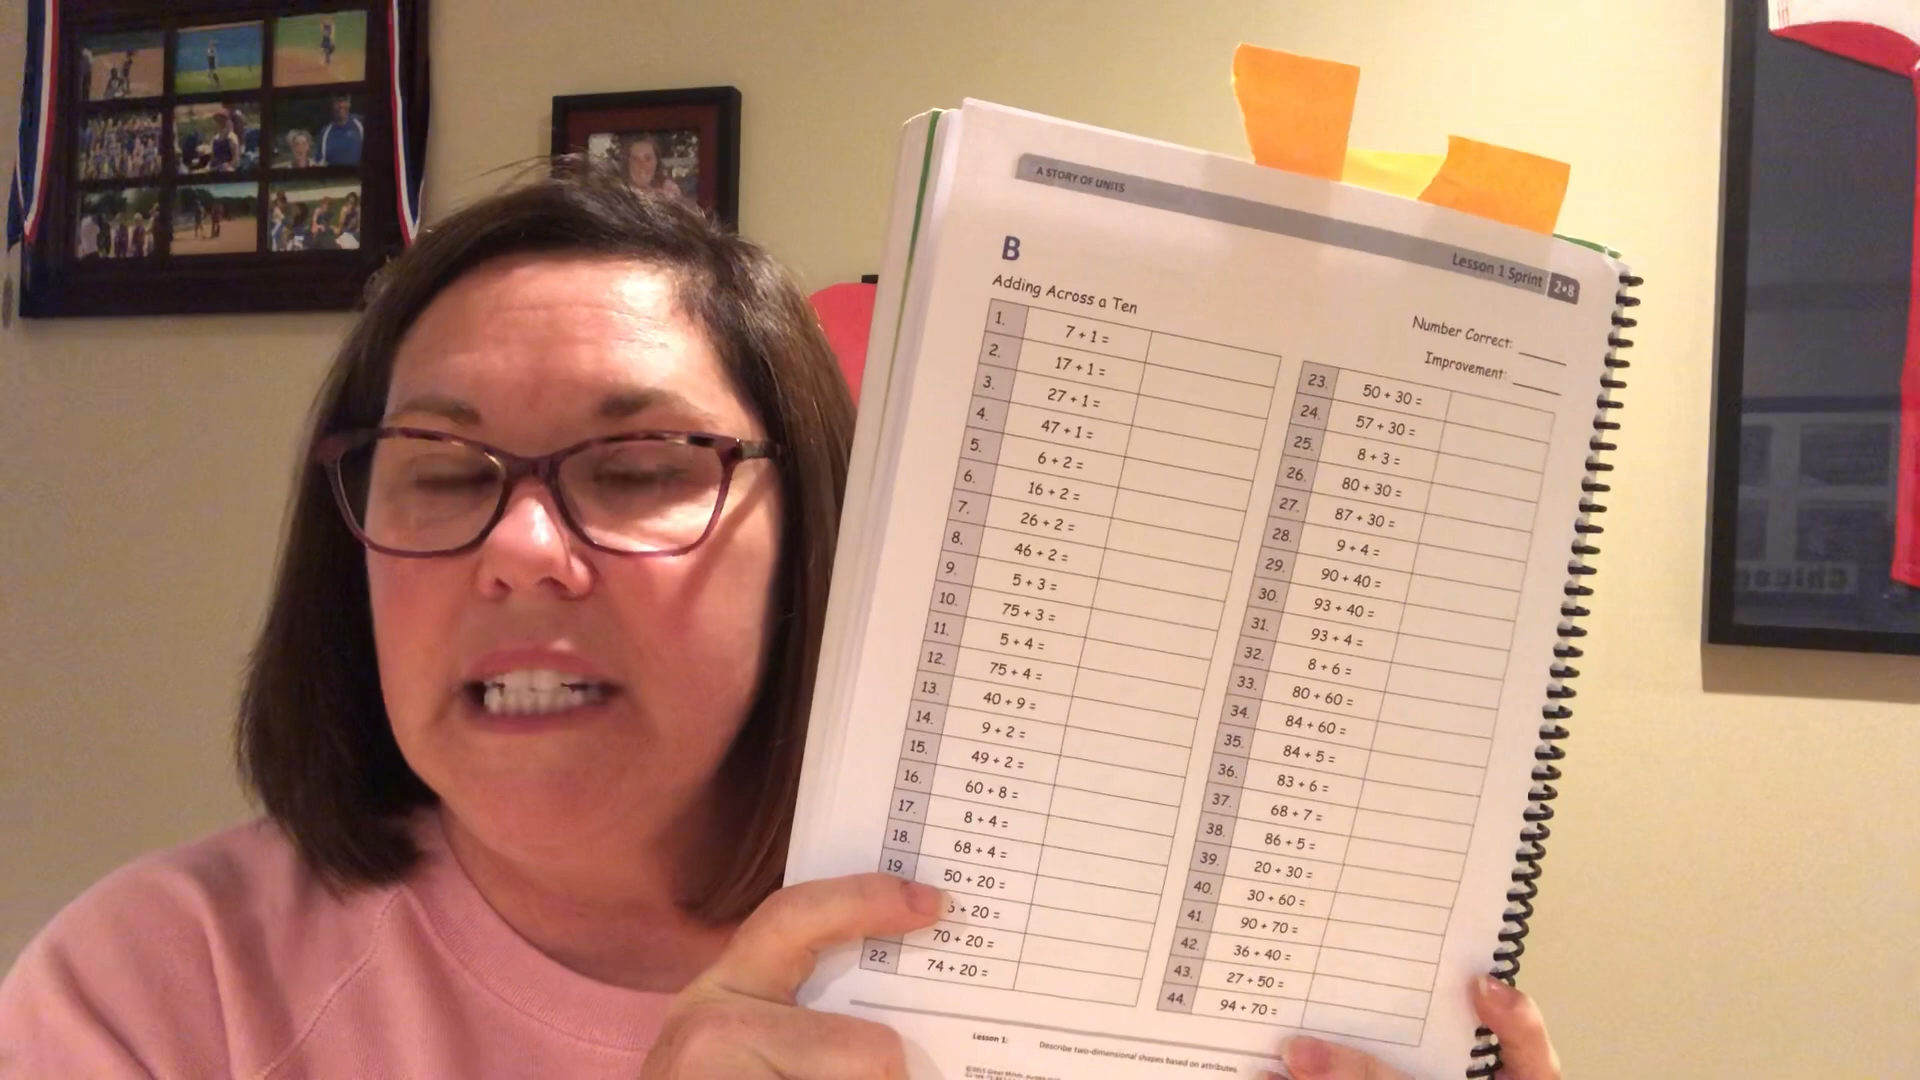 A STORY OF UNITS
Lesson 1 Sprint 2•8
B
Number Correct:
Improvement:
Adding Across a Ten
1. 7 + 1 =
2. 17 + 1 =
3. 27 + 1 =
4. 47 + 1 =
5. 6 + 2 =
6. 16 + 2 =
7. 26 + 2 =
8. 46 + 2 =
9. 5 + 3 =
10. 75 + 3 =
11. 5 + 4 =
12. 75 + 4 =
13. 40 + 9 =
14. 9 + 2 =
15. 49 + 2 =
16. 60 + 8 =
17. 8 + 4 =
18. 68 + 4 =
19. 50 + 20 =
+ 20 =
70 + 20 =
22. 74 + 20 =
23. 50 + 30 =
24. 57 + 30 =
25. 8 + 3 =
26. 80 + 30 =
27. 87 + 30 =
28. 9 + 4 =
29. 90 + 40 =
30. 93 + 40 =
31. 93 + 4 =
32. 8 + 6 =
33. 80 + 60 =
34. 84 + 60 =
35. 84 + 5 =
36. 83 + 6 =
37. 68 + 7 =
38. 86 + 5 =
39. 20 + 30 =
40. 30 + 60 =
41. 90 + 70 =
42. 36 + 40 =
43. 27 + 50 =
44. 94 + 70 =
Lesson 1: Describe two-dimensional shapes based on attributes.